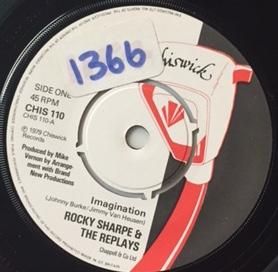 1366
hiswick
SIDE ONE
45 RPM
CHIS 110
CHIS 110-A
℗ 1979 Chiswick
Records
Produced by Mike
Vernon by Arrange-
ment with Brand
New Productions
Imagination
(Johnny Burke/Jimmy Van Heusen)
ROCKY SHARPE &
THE REPLAYS
Chappell & Co Ltd